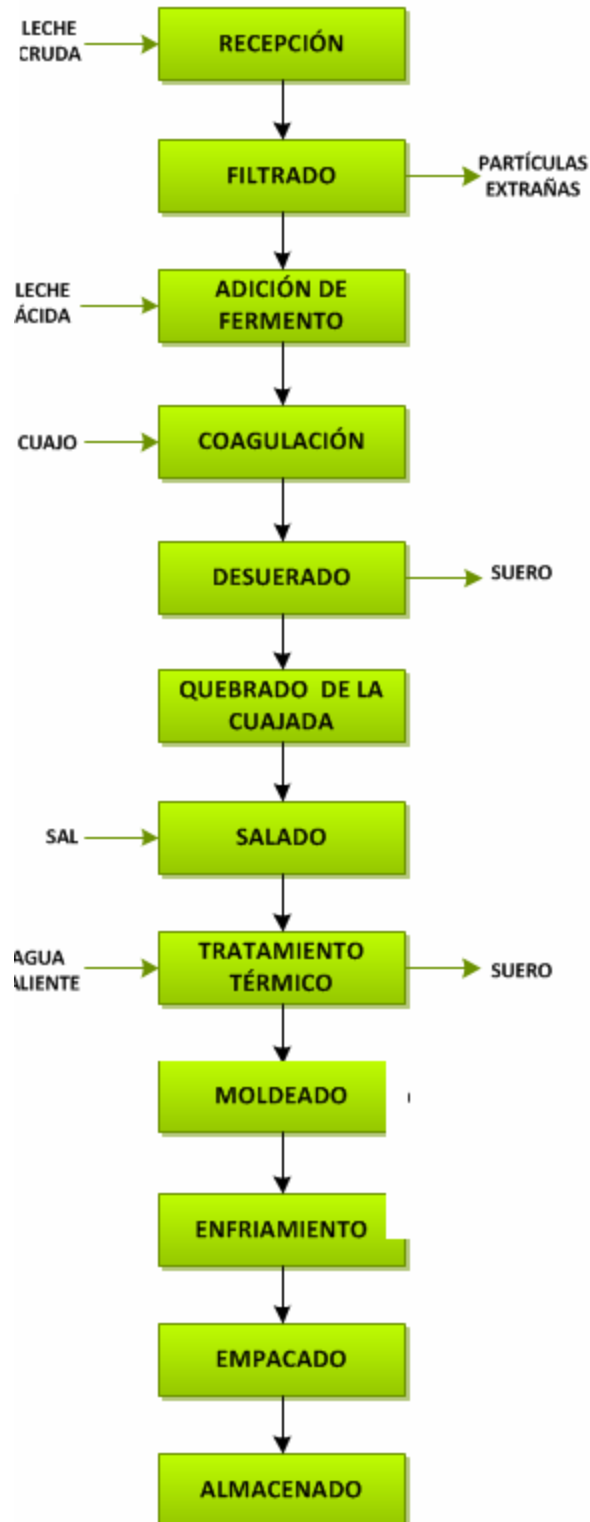 LECHE
CRUDA
RECEPCIÓN
FILTRADO
PARTÍCULAS
EXTRAÑAS
LECHE
ÁCIDA
ADICIÓN DE
FERMENTO
CUAJO
COAGULACIÓN
DESUERADO
SUERO
QUEBRADO DE LA
CUAJADA
SAL
SALADO
AGUA
ALIENTE
TRATAMIENTO
TÉRMICO
SUERO
MOLDEADO
ENFRIAMIENTO
EMPACADO
ALMACENADO